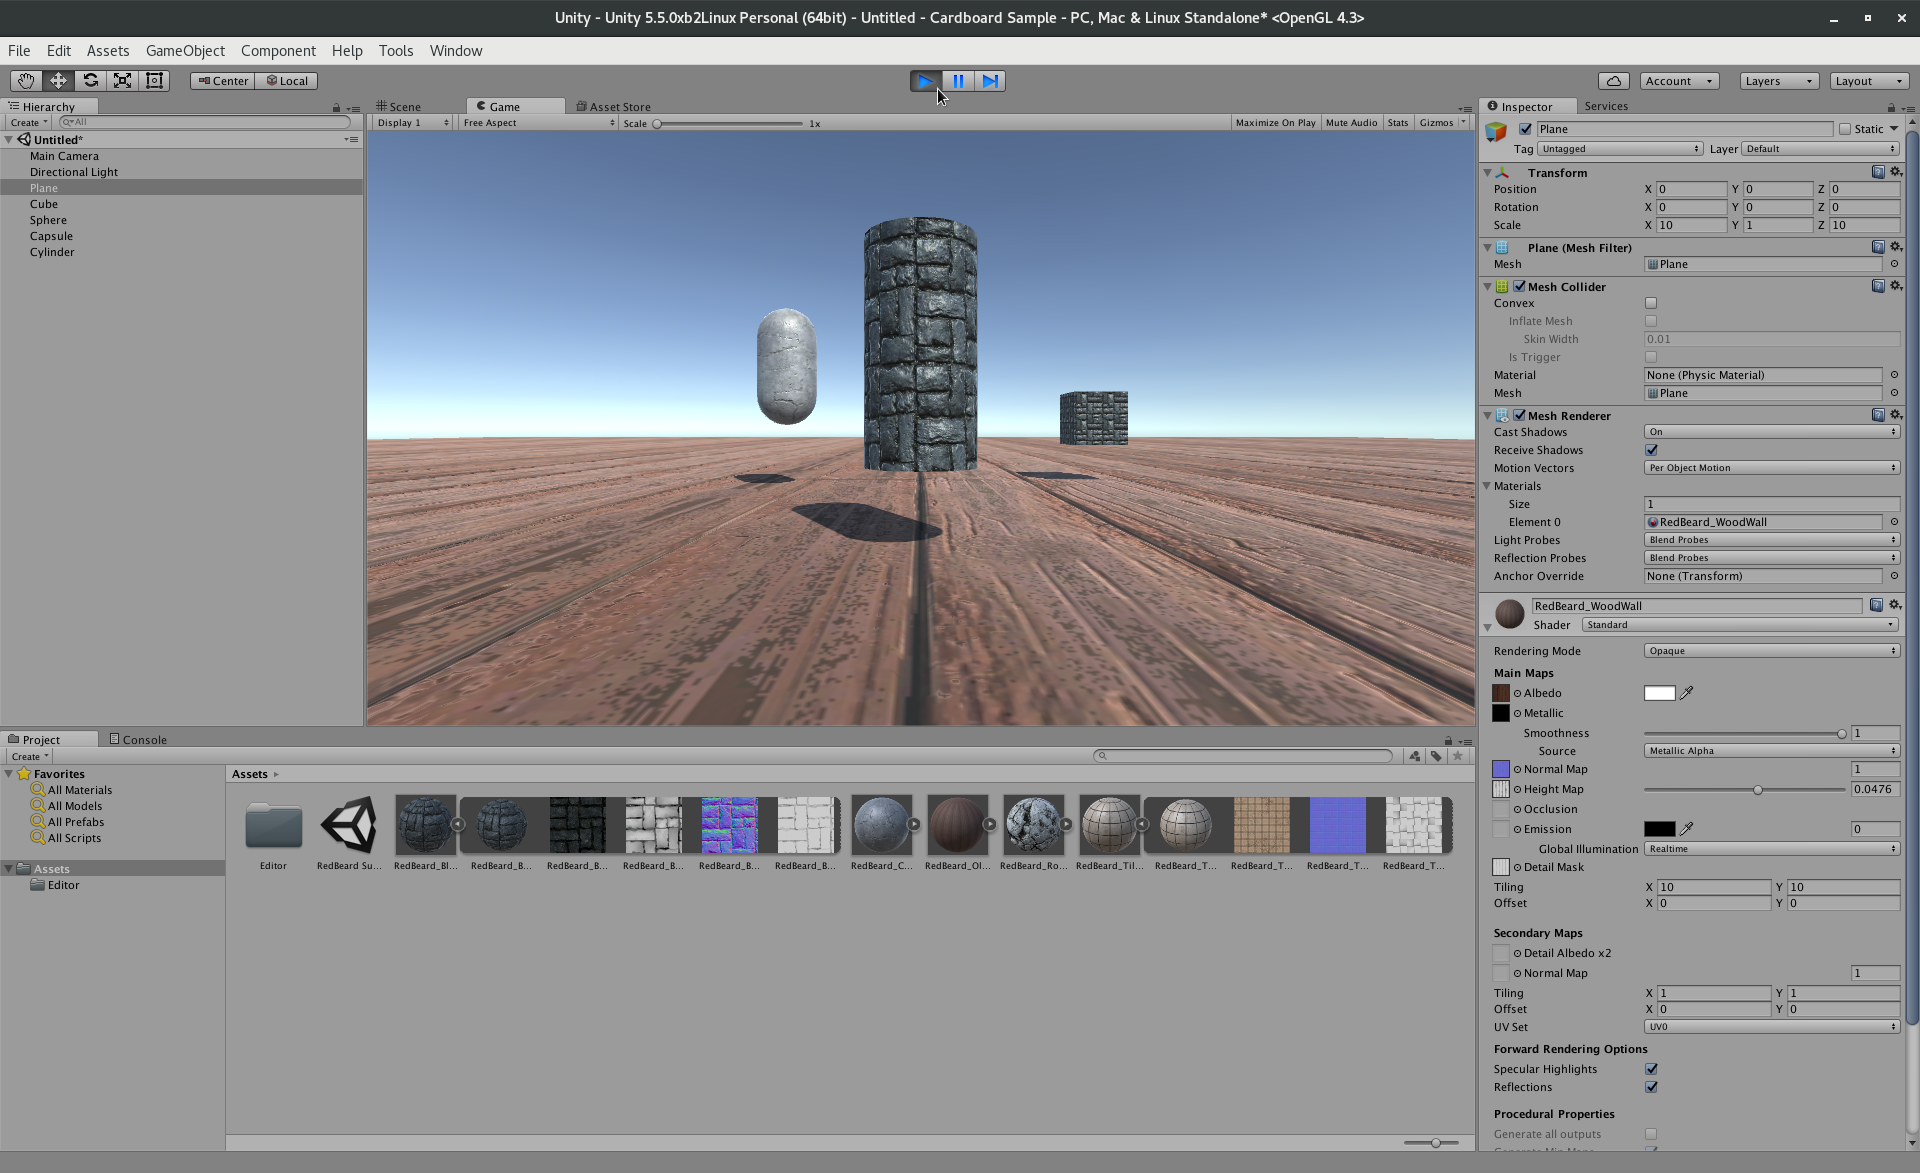 Unity - Unity 5.5.0xb2Linux Personal (64bit) - Untitled - Cardboard Sample - PC, Mac & Linux Standalone* <OpenGL 4.3>
File Edit Assets GameObject Component Help Tools Window
Center Local
Account Layers Layout
Hierarchy
Create All
Untitled*
Main Camera
Directional Light
Plane
Cube
Sphere
Capsule
Cylinder
Scene Game Asset Store
Display 1 Free Aspect Scale 1x Maximize On Play Mute Audio Stats Gizmos
Inspector Services
Plane Static
Tag Untagged Layer Default
Transform
Position X 0 Y 0 Z 0
Rotation X 0 Y 0 Z 0
Scale X 10 Y 1 Z 10
Plane (Mesh Filter)
Mesh Plane
Mesh Collider
Convex
Inflate Mesh
Skin Width 0.01
Is Trigger
Material None (Physic Material)
Mesh Plane
Mesh Renderer
Cast Shadows On
Receive Shadows
Motion Vectors Per Object Motion
Materials
Size 1
Element 0 RedBeard_WoodWall
Light Probes Blend Probes
Reflection Probes Blend Probes
Anchor Override None (Transform)
RedBeard_WoodWall
Shader Standard
Rendering Mode Opaque
Main Maps
Albedo
Metallic
Smoothness 1
Source Metallic Alpha
Normal Map 1
Height Map 0.0476
Occlusion
Emission 0
Global Illumination Realtime
Detail Mask
Tiling X 10 Y 10
Offset X 0 Y 0
Secondary Maps
Detail Albedo x2
Normal Map 1
Tiling X 1 Y 1
Offset X 0 Y 0
UV Set UV0
Forward Rendering Options
Specular Highlights
Reflections
Procedural Properties
Generate all outputs
Project Console
Create
Favorites
All Materials
All Models
All Prefabs
All Scripts
Assets
Editor
Assets
Editor RedBeard Su... RedBeard_Bl... RedBeard_B... RedBeard_B... RedBeard_B... RedBeard_B... RedBeard_B... RedBeard_C... RedBeard_Ol... RedBeard_Ro... RedBeard_Til... RedBeard_T... RedBeard_T... RedBeard_T... RedBeard_T...